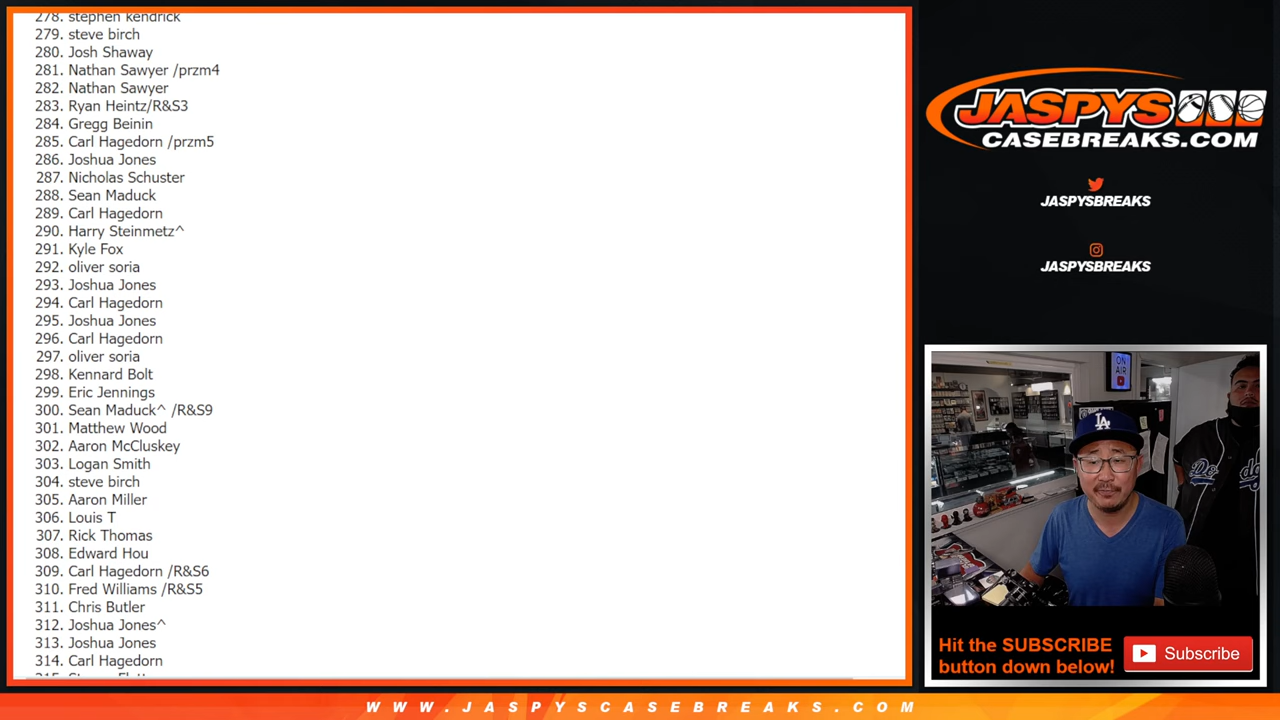 278. stephen kendrick
279. steve birch
280. Josh Shaway
281. Nathan Sawyer /przm4
282. Nathan Sawyer
283. Ryan Heintz/R&S3
284. Gregg Beinin
285. Carl Hagedorn /przm5
286. Joshua Jones
287. Nicholas Schuster
288. Sean Maduck
289. Carl Hagedorn
290. Harry Steinmetz^
291. Kyle Fox
292. oliver soria
293. Joshua Jones
294. Carl Hagedorn
295. Joshua Jones
296. Carl Hagedorn
297. oliver soria
298. Kennard Bolt
299. Eric Jennings
300. Sean Maduck^ /R&S9
301. Matthew Wood
302. Aaron McCluskey
303. Logan Smith
304. steve birch
305. Aaron Miller
306. Louis T
307. Rick Thomas
308. Edward Hou
309. Carl Hagedorn /R&S6
310. Fred Williams /R&S5
311. Chris Butler
312. Joshua Jones^
313. Joshua Jones
314. Carl Hagedorn
JASPYS
CASEBREAKS.COM
JASPYSBREAKS
JASPYSBREAKS
ON
AIR
LA
Hit the SUBSCRIBE
button down below!
Subscribe
WWW.JASPYSCASEBREAKS.COM